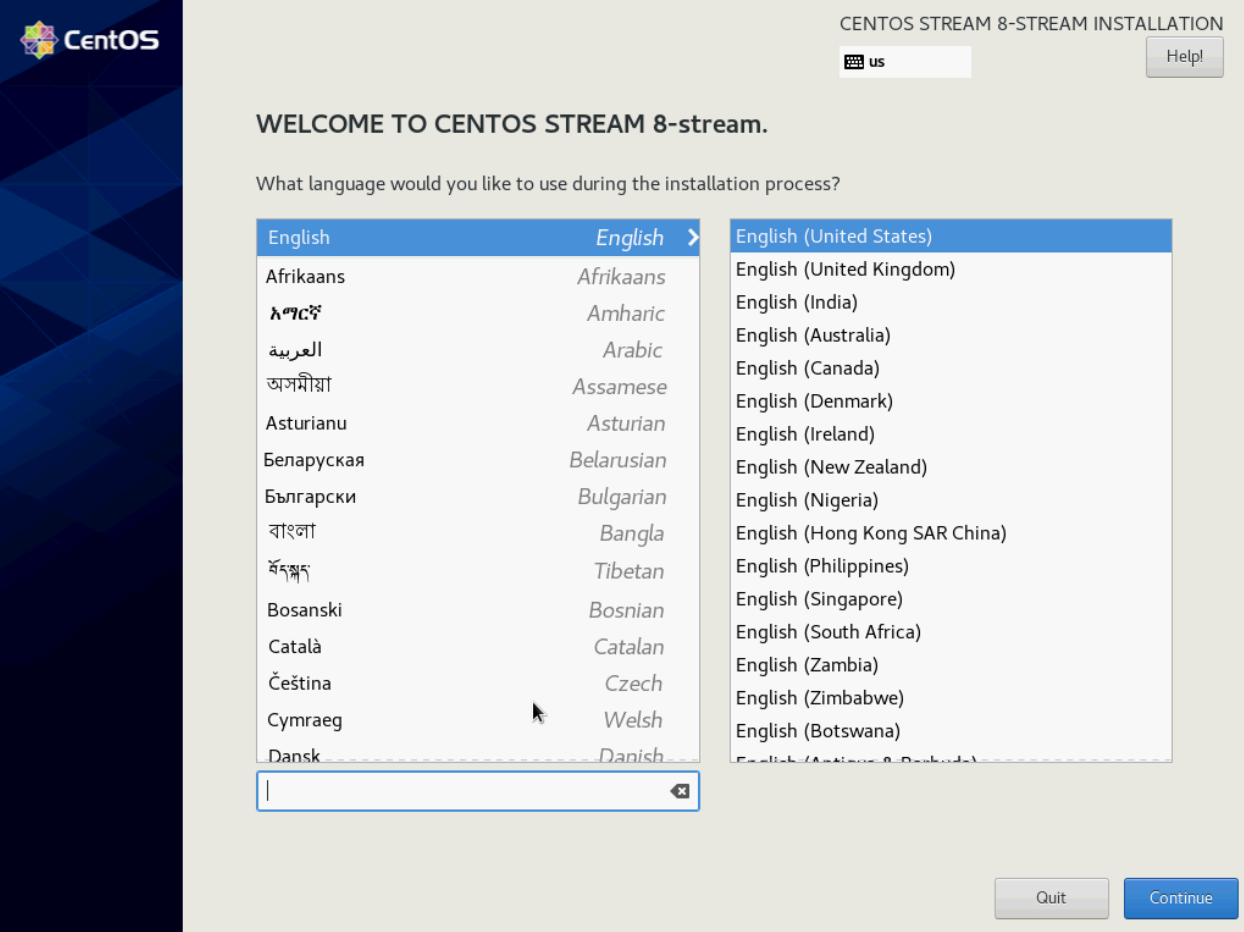 CentOS
CENTOS STREAM 8-STREAM INSTALLATION
us
Help!
WELCOME TO CENTOS STREAM 8-stream.
What language would you like to use during the installation process?
English English
Afrikaans Afrikaans
አማርኛ Amharic
العربية Arabic
অসমীয়া Assamese
Asturianu Asturian
Беларуская Belarusian
Български Bulgarian
বাংলা Bangla
བོད་སྐད་ Tibetan
Bosanski Bosnian
Català Catalan
Čeština Czech
Cymraeg Welsh
Dansk Danish
English (United States)
English (United Kingdom)
English (India)
English (Australia)
English (Canada)
English (Denmark)
English (Ireland)
English (New Zealand)
English (Nigeria)
English (Hong Kong SAR China)
English (Philippines)
English (Singapore)
English (South Africa)
English (Zambia)
English (Zimbabwe)
English (Botswana)
English (Antigua & Barbuda)
Quit
Continue